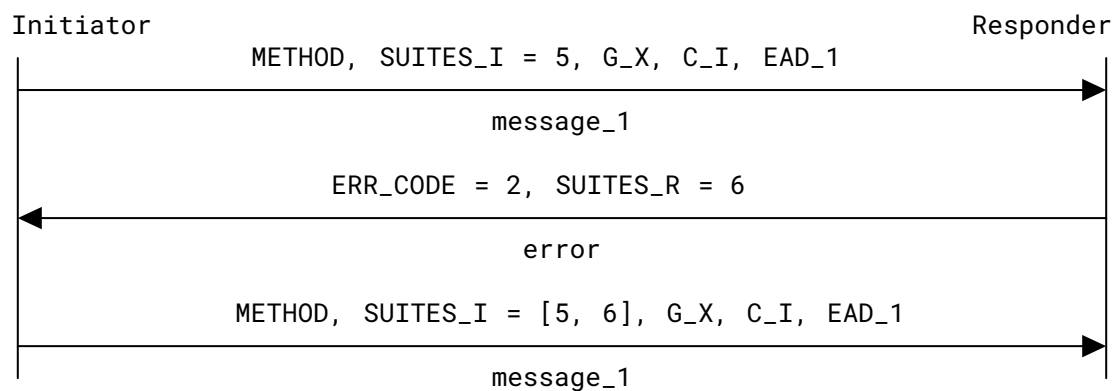 Initiator Responder
METHOD, SUITES_I = 5, G_X, C_I, EAD_1
message_1
ERR_CODE = 2, SUITES_R = 6
error
METHOD, SUITES_I = [5, 6], G_X, C_I, EAD_1
message_1